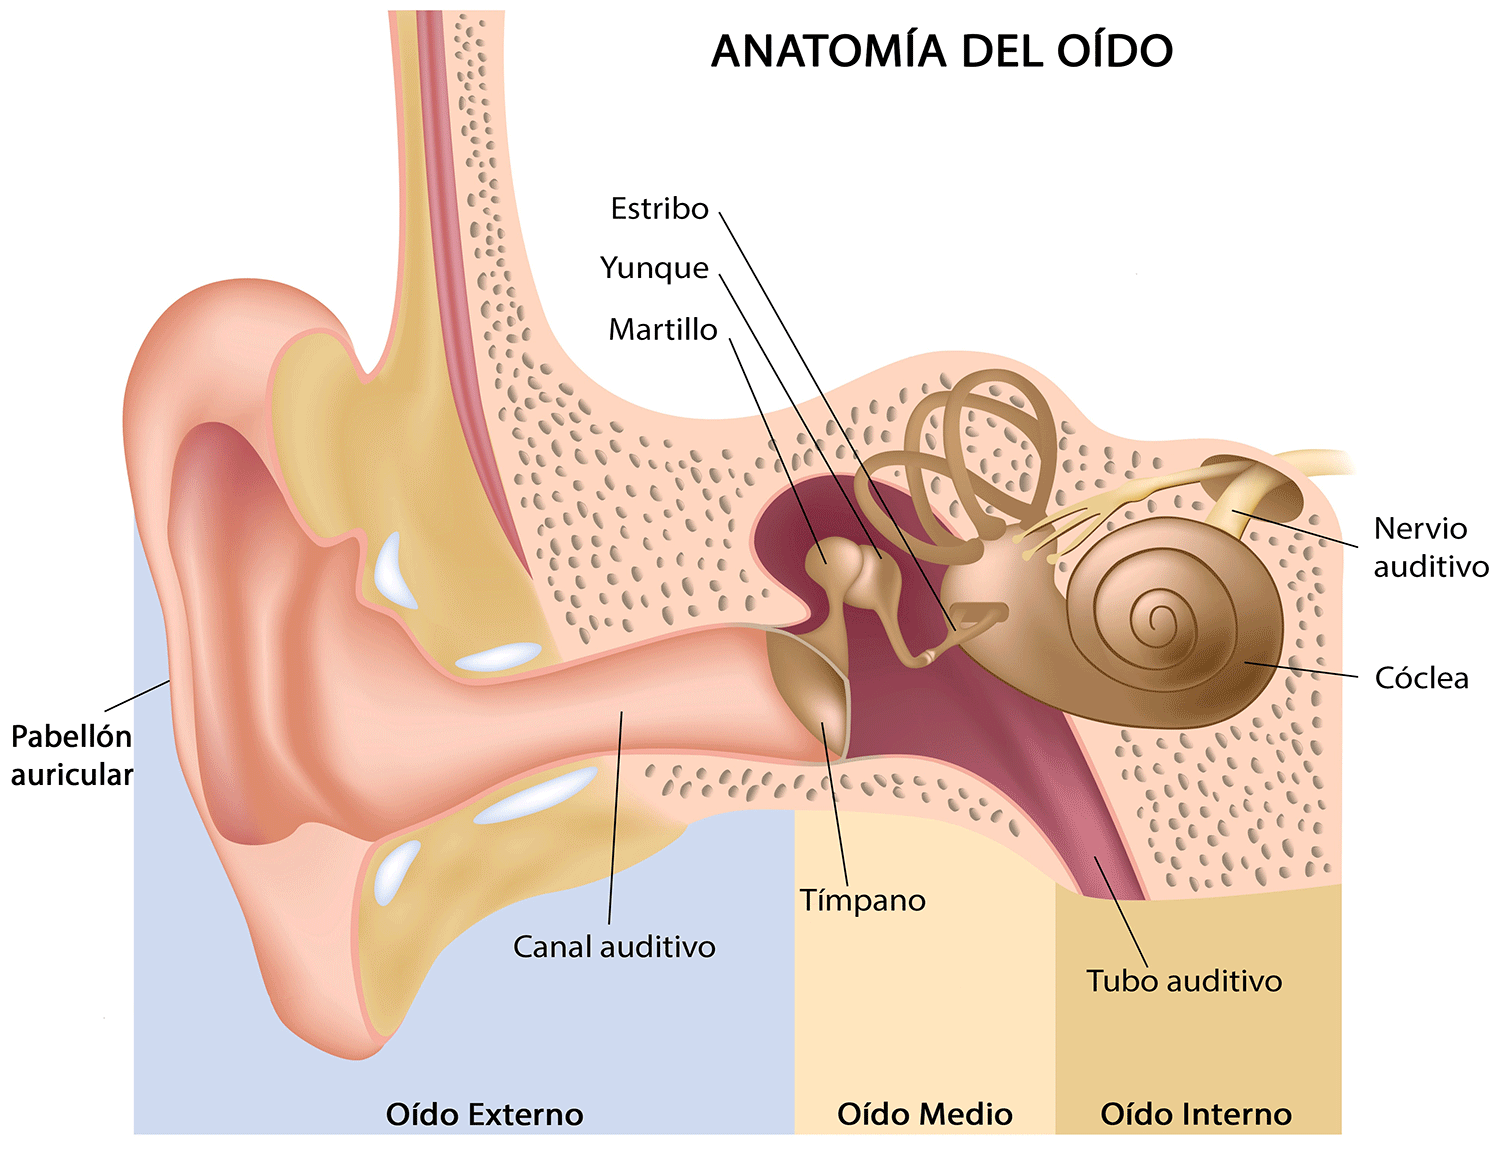 ANATOMÍA DEL OÍDO
Estribo
Yunque
Martillo
Nervio
auditivo
Cóclea
Pabellón
auricular
Tímpano
Canal auditivo
Tubo auditivo
Oído Externo
Oído Medio
Oído Interno